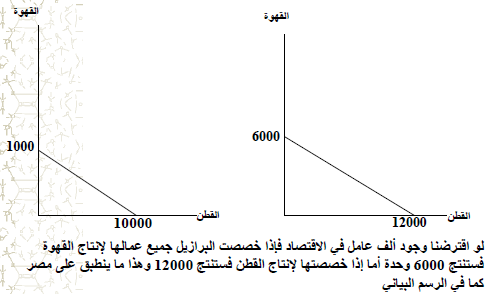 القهوة
القهوة
6000
1000
القطن
القطن
12000
10000
لو افترضنا وجود ألف عامل في الاقتصاد فإذا خصصت البرازيل جميع عمالها لإنتاج القهوة
فستنتج 6000 وحدة أما إذا خصصتها لإنتاج القطن فستنتج 12000 وهذا ما ينطبق على مصر
كما في الرسم البياني